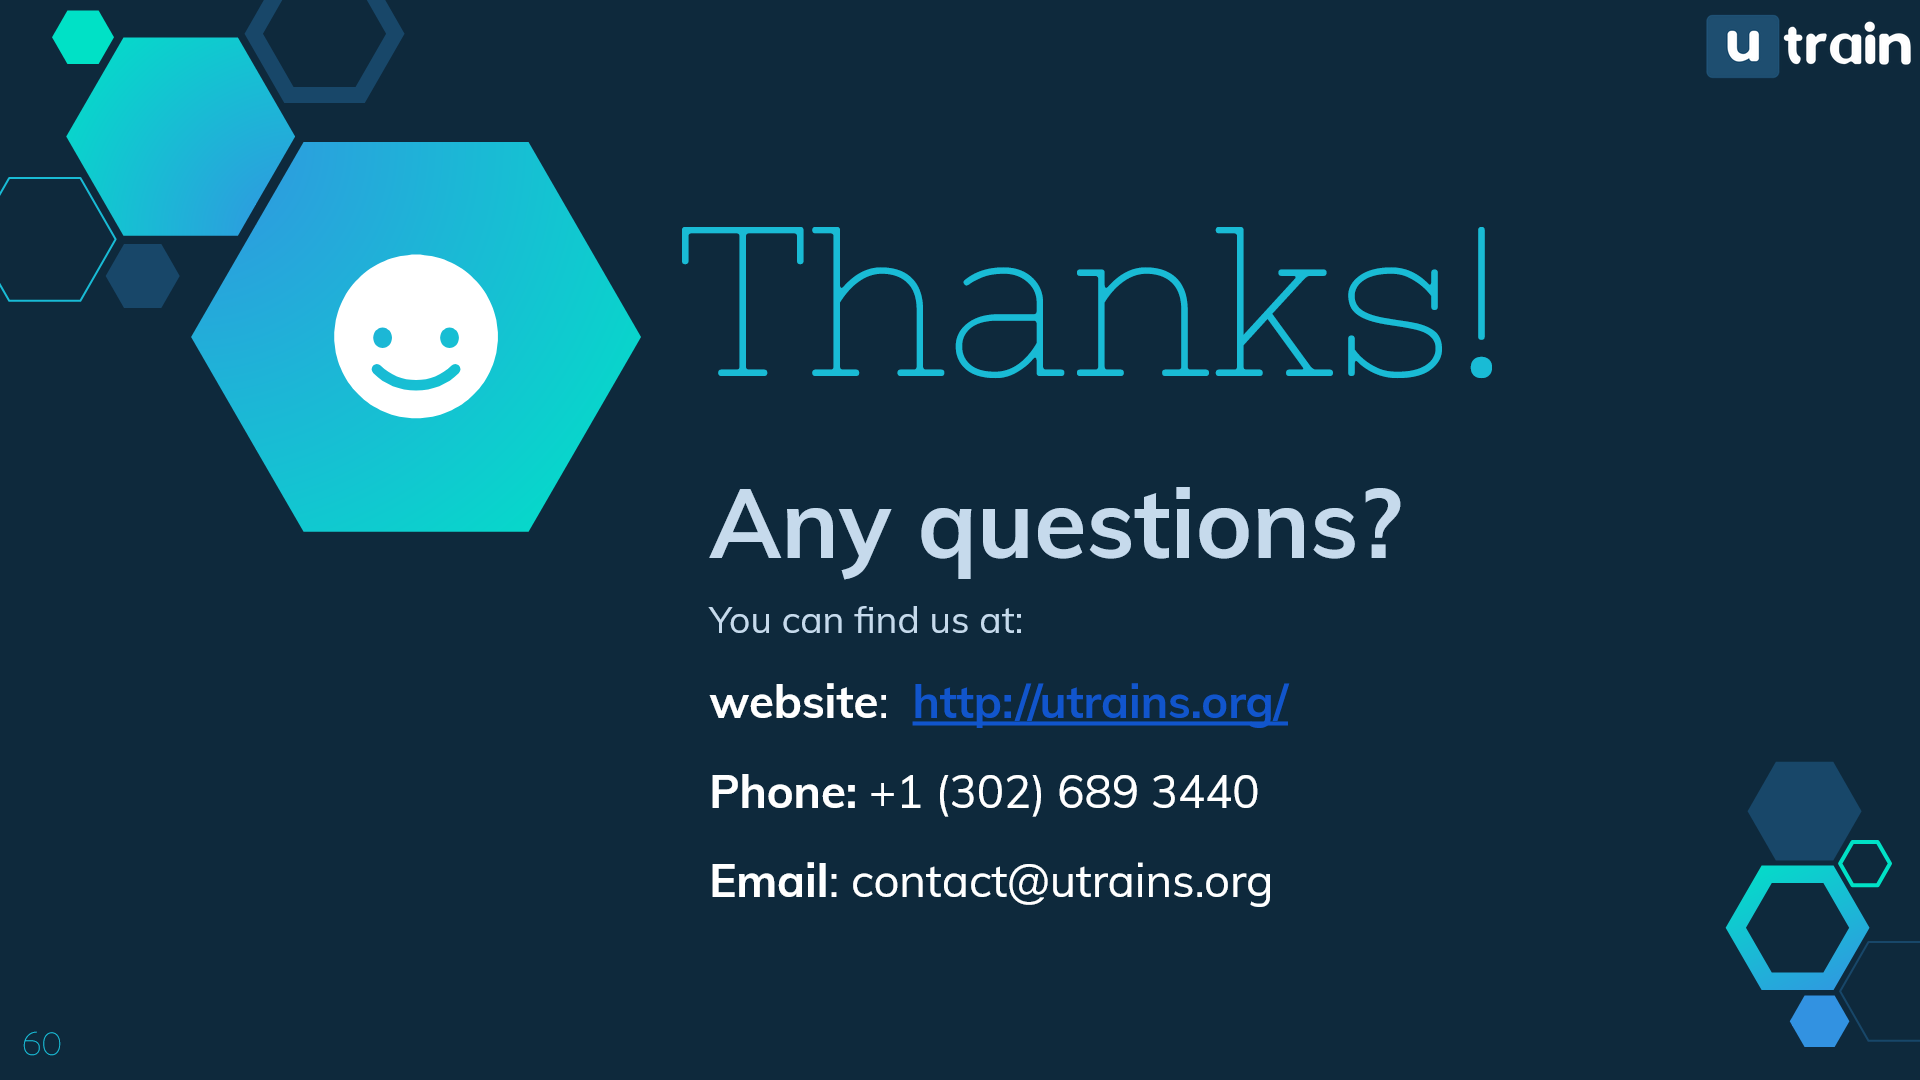 u train
Thanks!
Any questions?
You can find us at:
website: http://utrains.org/
Phone: +1 (302) 689 3440
Email: contact@utrains.org
60